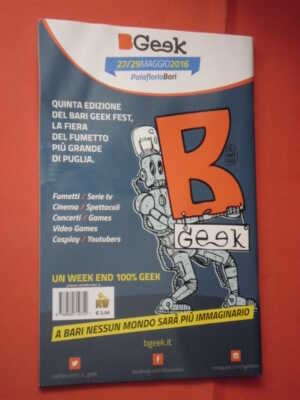 BGeek
27/29MAGGIO2016
PalaflorioBari
QUINTA EDIZIONE
DEL BARI GEEK FEST,
LA FIERA
DEL FUMETTO
PIÙ GRANDE
DI PUGLIA.
B
Geek
Fumetti / Serie tv
Cinema / Spettacoli
Concerti / Games
Video Games
Cosplay / Youtubers
UN WEEK END 100% GEEK
A BARI NESSUN MONDO SARÀ PIÙ IMMAGINARIO
bgeek.it